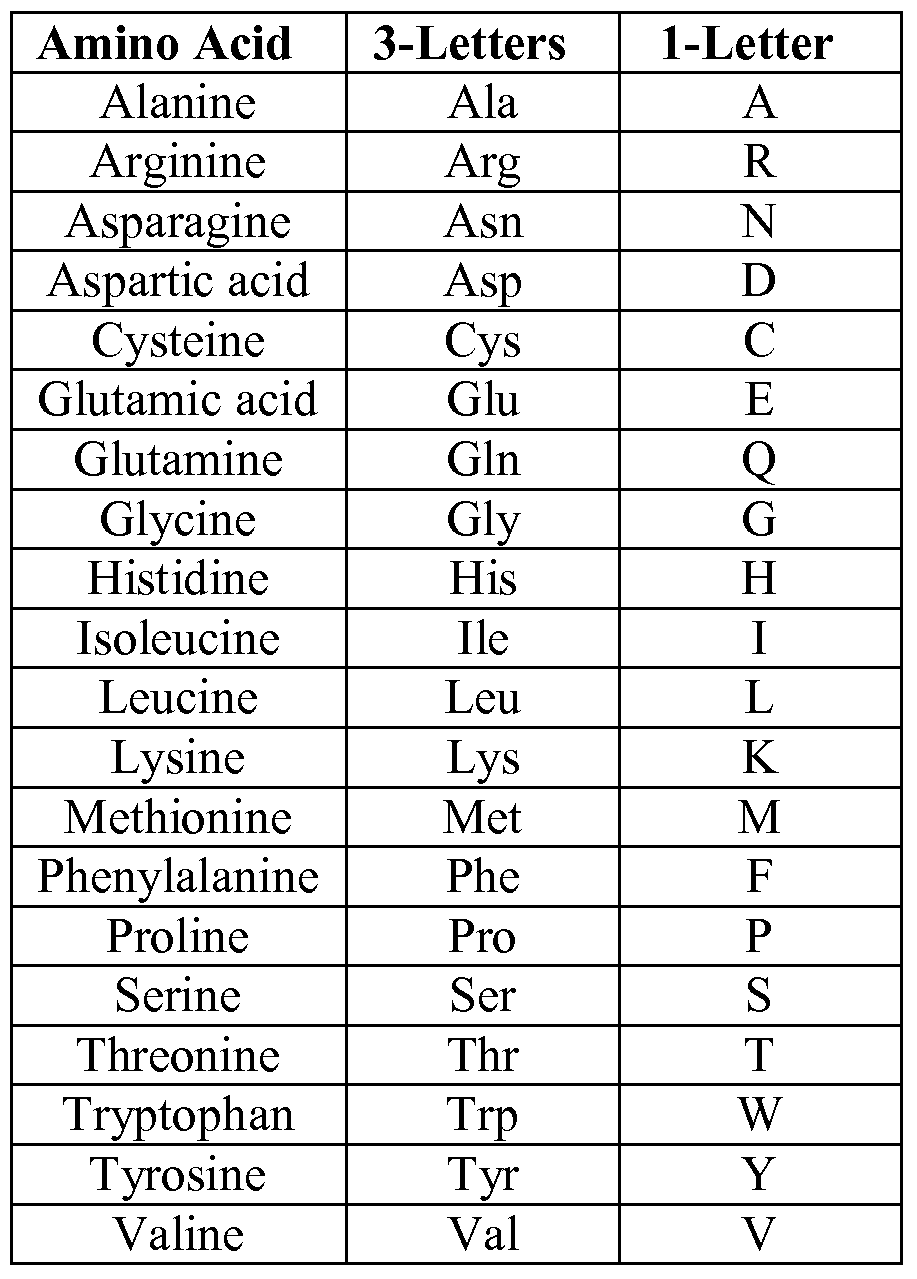 Amino Acid 3-Letters 1-Letter
Alanine Ala A
Arginine Arg R
Asparagine Asn N
Aspartic acid Asp D
Cysteine Cys C
Glutamic acid Glu E
Glutamine Gln Q
Glycine Gly G
Histidine His H
Isoleucine Ile I
Leucine Leu L
Lysine Lys K
Methionine Met M
Phenylalanine Phe F
Proline Pro P
Serine Ser S
Threonine Thr T
Tryptophan Trp W
Tyrosine Tyr Y
Valine Val V